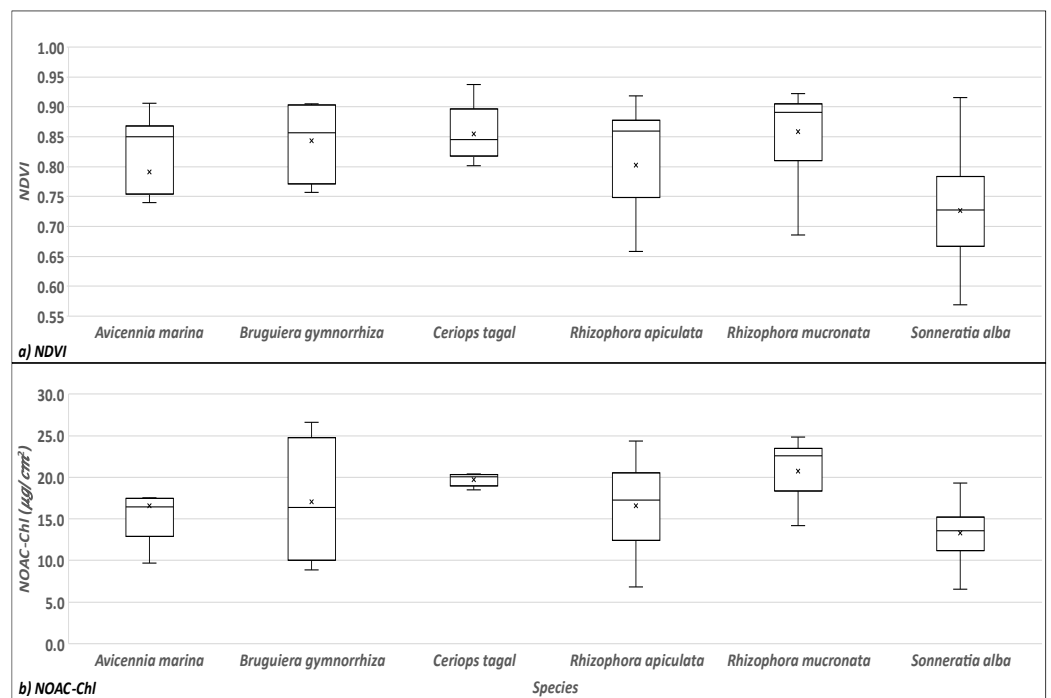 1.00
0.95
0.90
0.85
0.80
0.75
0.70
0.65
0.60
0.55
NDVI
Avicennia marina Bruguiera gymnorrhiza Ceriops tagal Rhizophora apiculata Rhizophora mucronata Sonneratia alba
a) NDVI
30.0
25.0
20.0
15.0
10.0
5.0
0.0
NOAC-Chl (µg/cm²)
Avicennia marina Bruguiera gymnorrhiza Ceriops tagal Rhizophora apiculata Rhizophora mucronata Sonneratia alba
b) NOAC-Chl
Species